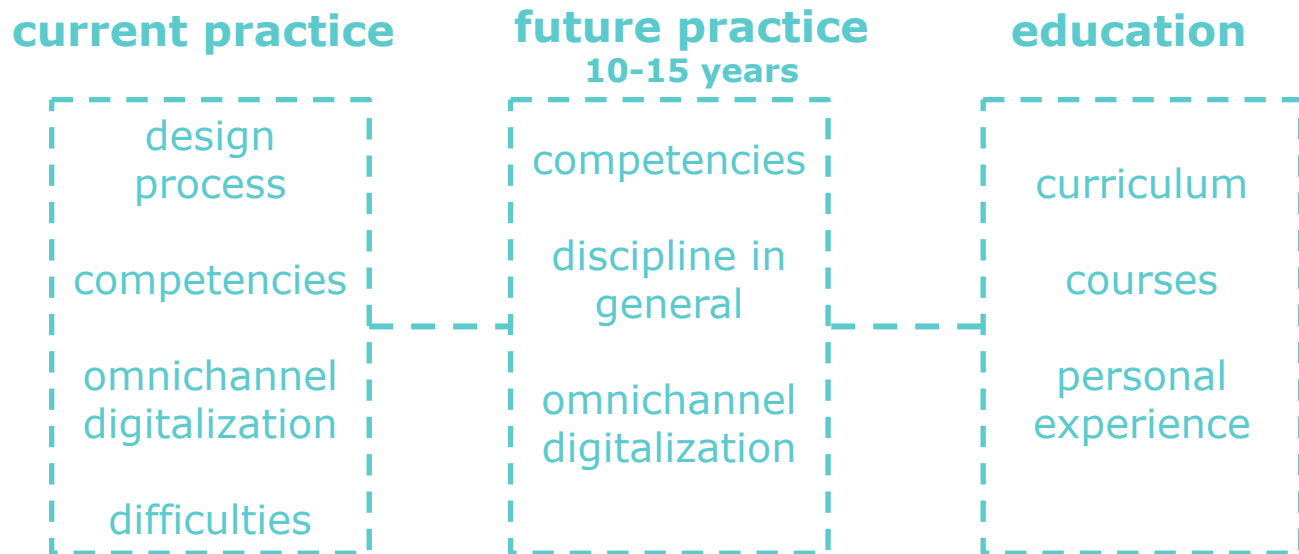 current practice
design
process
competencies
omnichannel
digitalization
difficulties
future practice
10-15 years
competencies
discipline in
general
omnichannel
digitalization
education
curriculum
courses
personal
experience